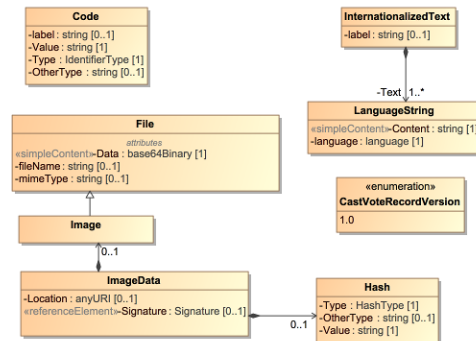 Code
-label : string [0..1]
-Value : string [1]
-Type : IdentifierType [1]
-OtherType : string [0..1]
InternationalizedText
-label : string [0..1]
-Text 1..*
LanguageString
«simpleContent»-Content : string [1]
-language : language [1]
File
attributes
«simpleContent»-Data : base64Binary [1]
-fileName : string [0..1]
-mimeType : string [0..1]
«enumeration»
CastVoteRecordVersion
1.0
Image
0..1
ImageData
-Location : anyURI [0..1]
«referenceElement»-Signature : Signature [0..1]
0..1
Hash
-Type : HashType [1]
-OtherType : string [0..1]
-Value : string [1]